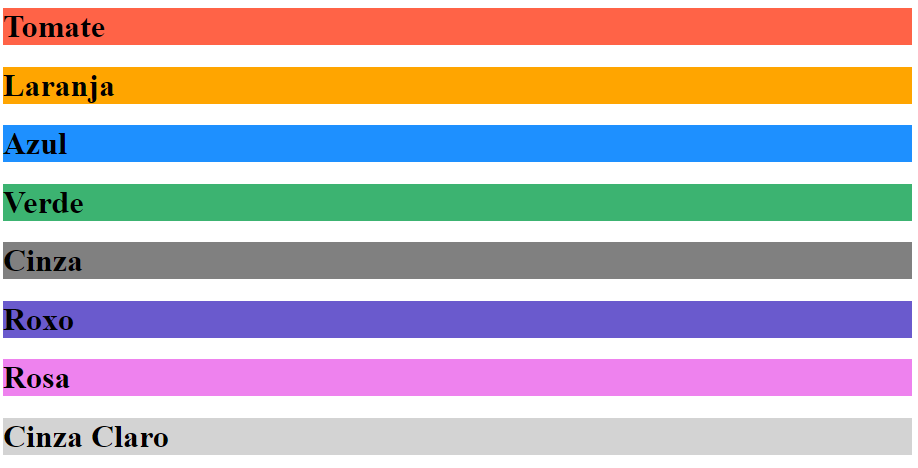 Tomate
Laranja
Azul
Verde
Cinza
Roxo
Rosa
Cinza Claro